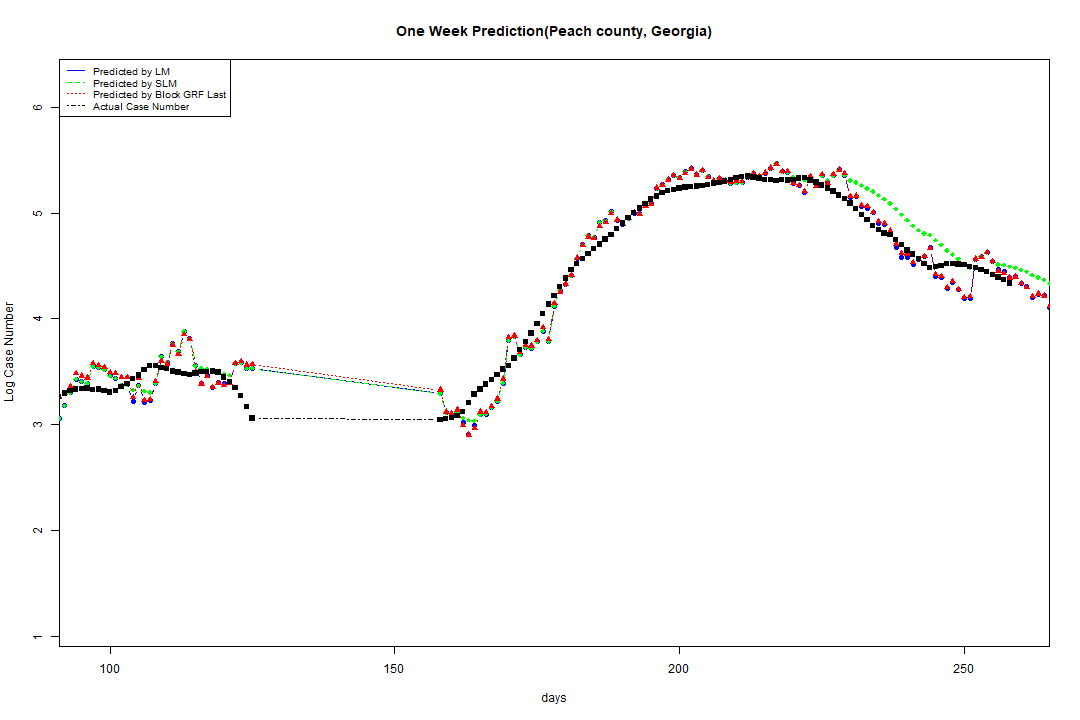 One Week Prediction(Peach county, Georgia)
Predicted by LM
Predicted by SLM
Predicted by Block GRF Last
Actual Case Number
6
5
4
3
2
1
Log Case Number
100 150 200 250
days